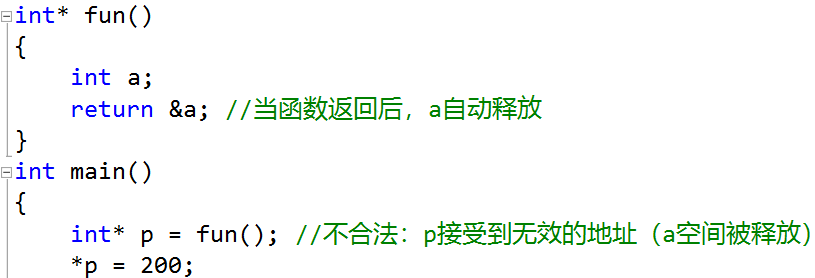 int* fun()
{
    int a;
    return &a; //当函数返回后，a自动释放
}
int main()
{
    int* p = fun(); //不合法：p接受到无效的地址（a空间被释放）
    *p = 200;